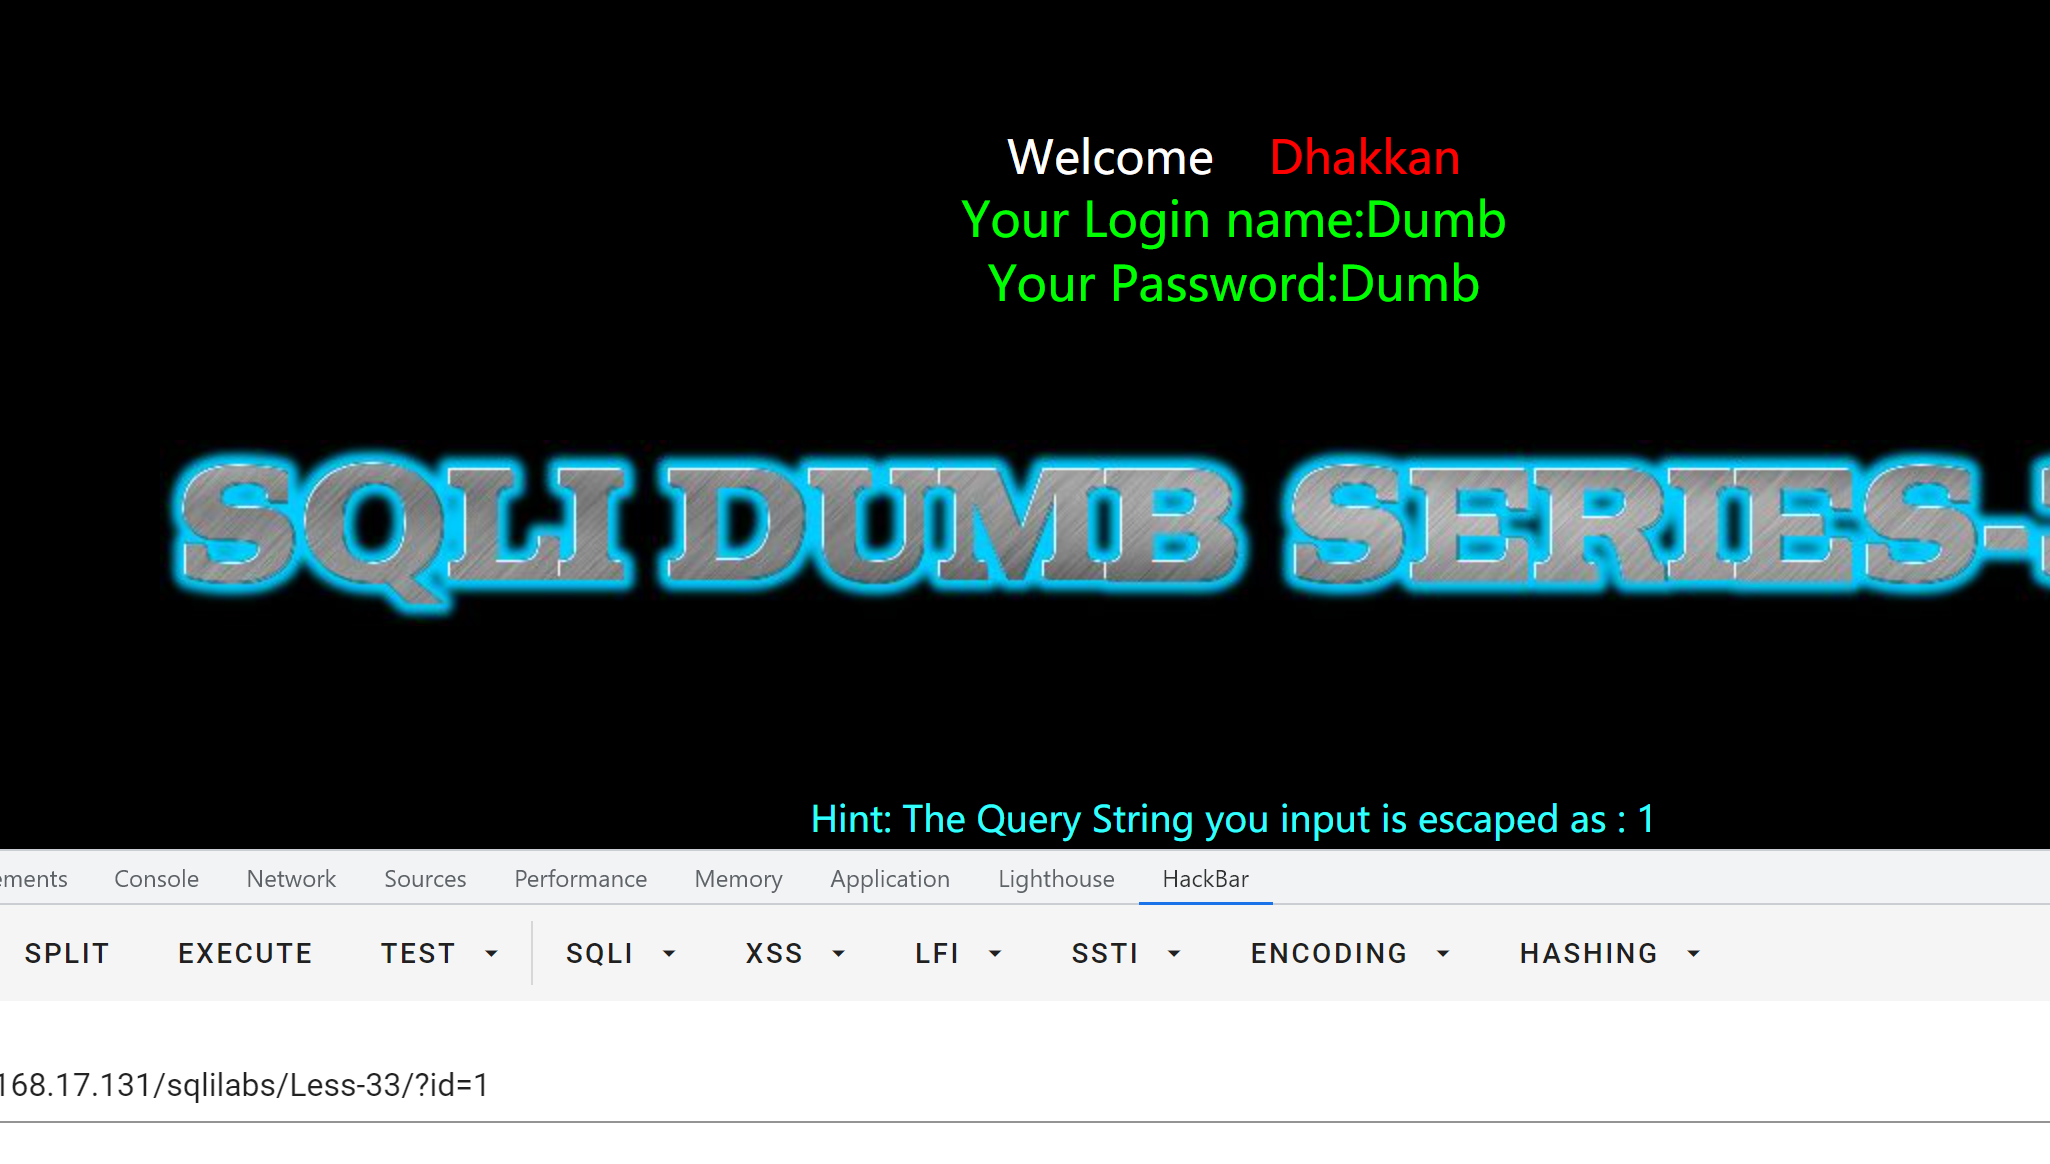 Welcome Dhakkan
Your Login name:Dumb
Your Password:Dumb
SQLI DUMB SERIES-
Hint: The Query String you input is escaped as : 1
ements Console Network Sources Performance Memory Application Lighthouse HackBar
SPLIT EXECUTE TEST SQLI XSS LFI SSTI ENCODING HASHING
168.17.131/sqlilabs/Less-33/?id=1